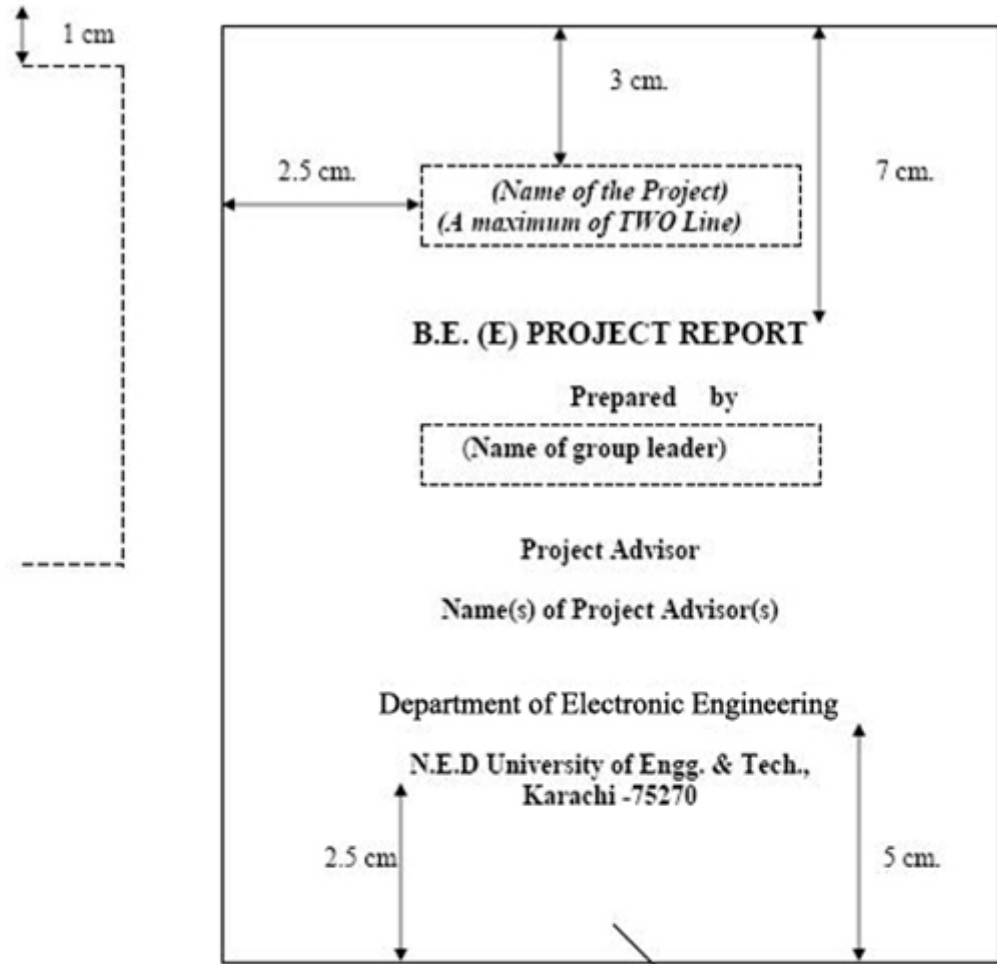 1 cm
3 cm.
2.5 cm.
7 cm.
(Name of the Project)
(A maximum of TWO Line)
B.E. (E) PROJECT REPORT
Prepared by
(Name of group leader)
Project Advisor
Name(s) of Project Advisor(s)
Department of Electronic Engineering
N.E.D University of Engg. & Tech.,
Karachi -75270
2.5 cm
5 cm.